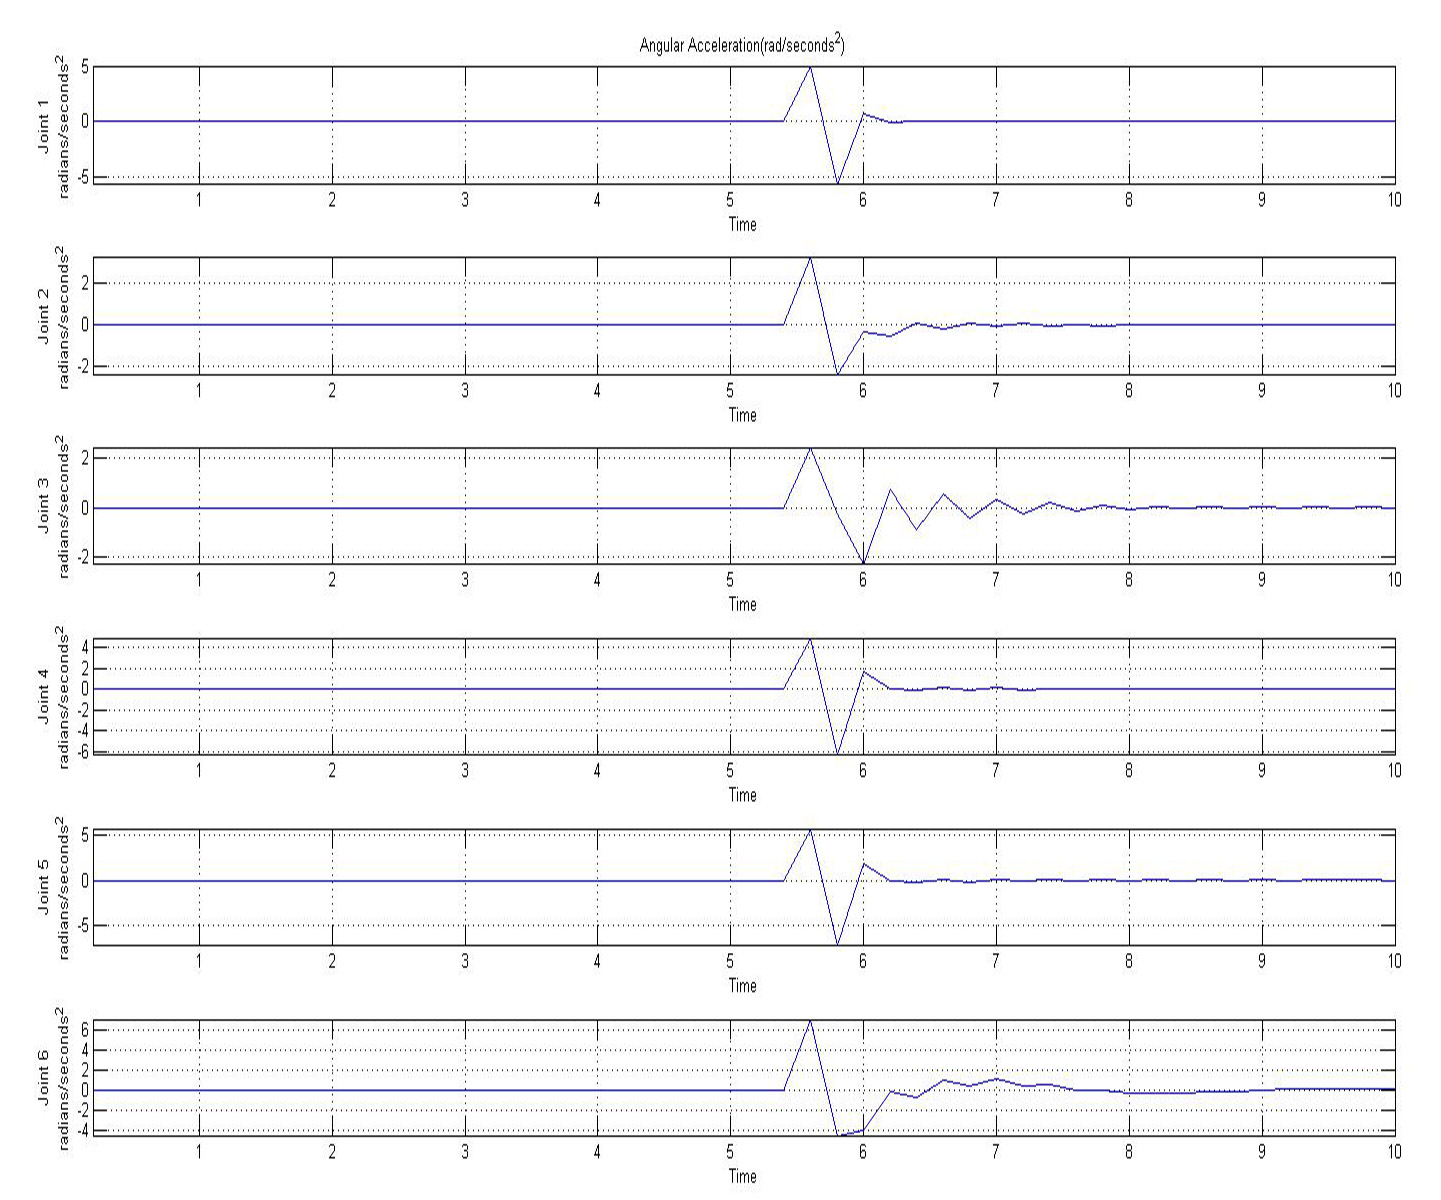 Angular Acceleration(rad/seconds²)
Joint 1
radians/seconds²
5
0
-5
1 2 3 4 5 6 7 8 9 10
Time
Joint 2
radians/seconds²
2
0
-2
1 2 3 4 5 6 7 8 9 10
Time
Joint 3
radians/seconds²
2
0
-2
1 2 3 4 5 6 7 8 9 10
Time
Joint 4
radians/seconds²
4
2
0
-2
-4
-6
1 2 3 4 5 6 7 8 9 10
Time
Joint 5
radians/seconds²
5
0
-5
1 2 3 4 5 6 7 8 9 10
Time
Joint 6
radians/seconds²
6
4
2
0
-2
-4
1 2 3 4 5 6 7 8 9 10
Time